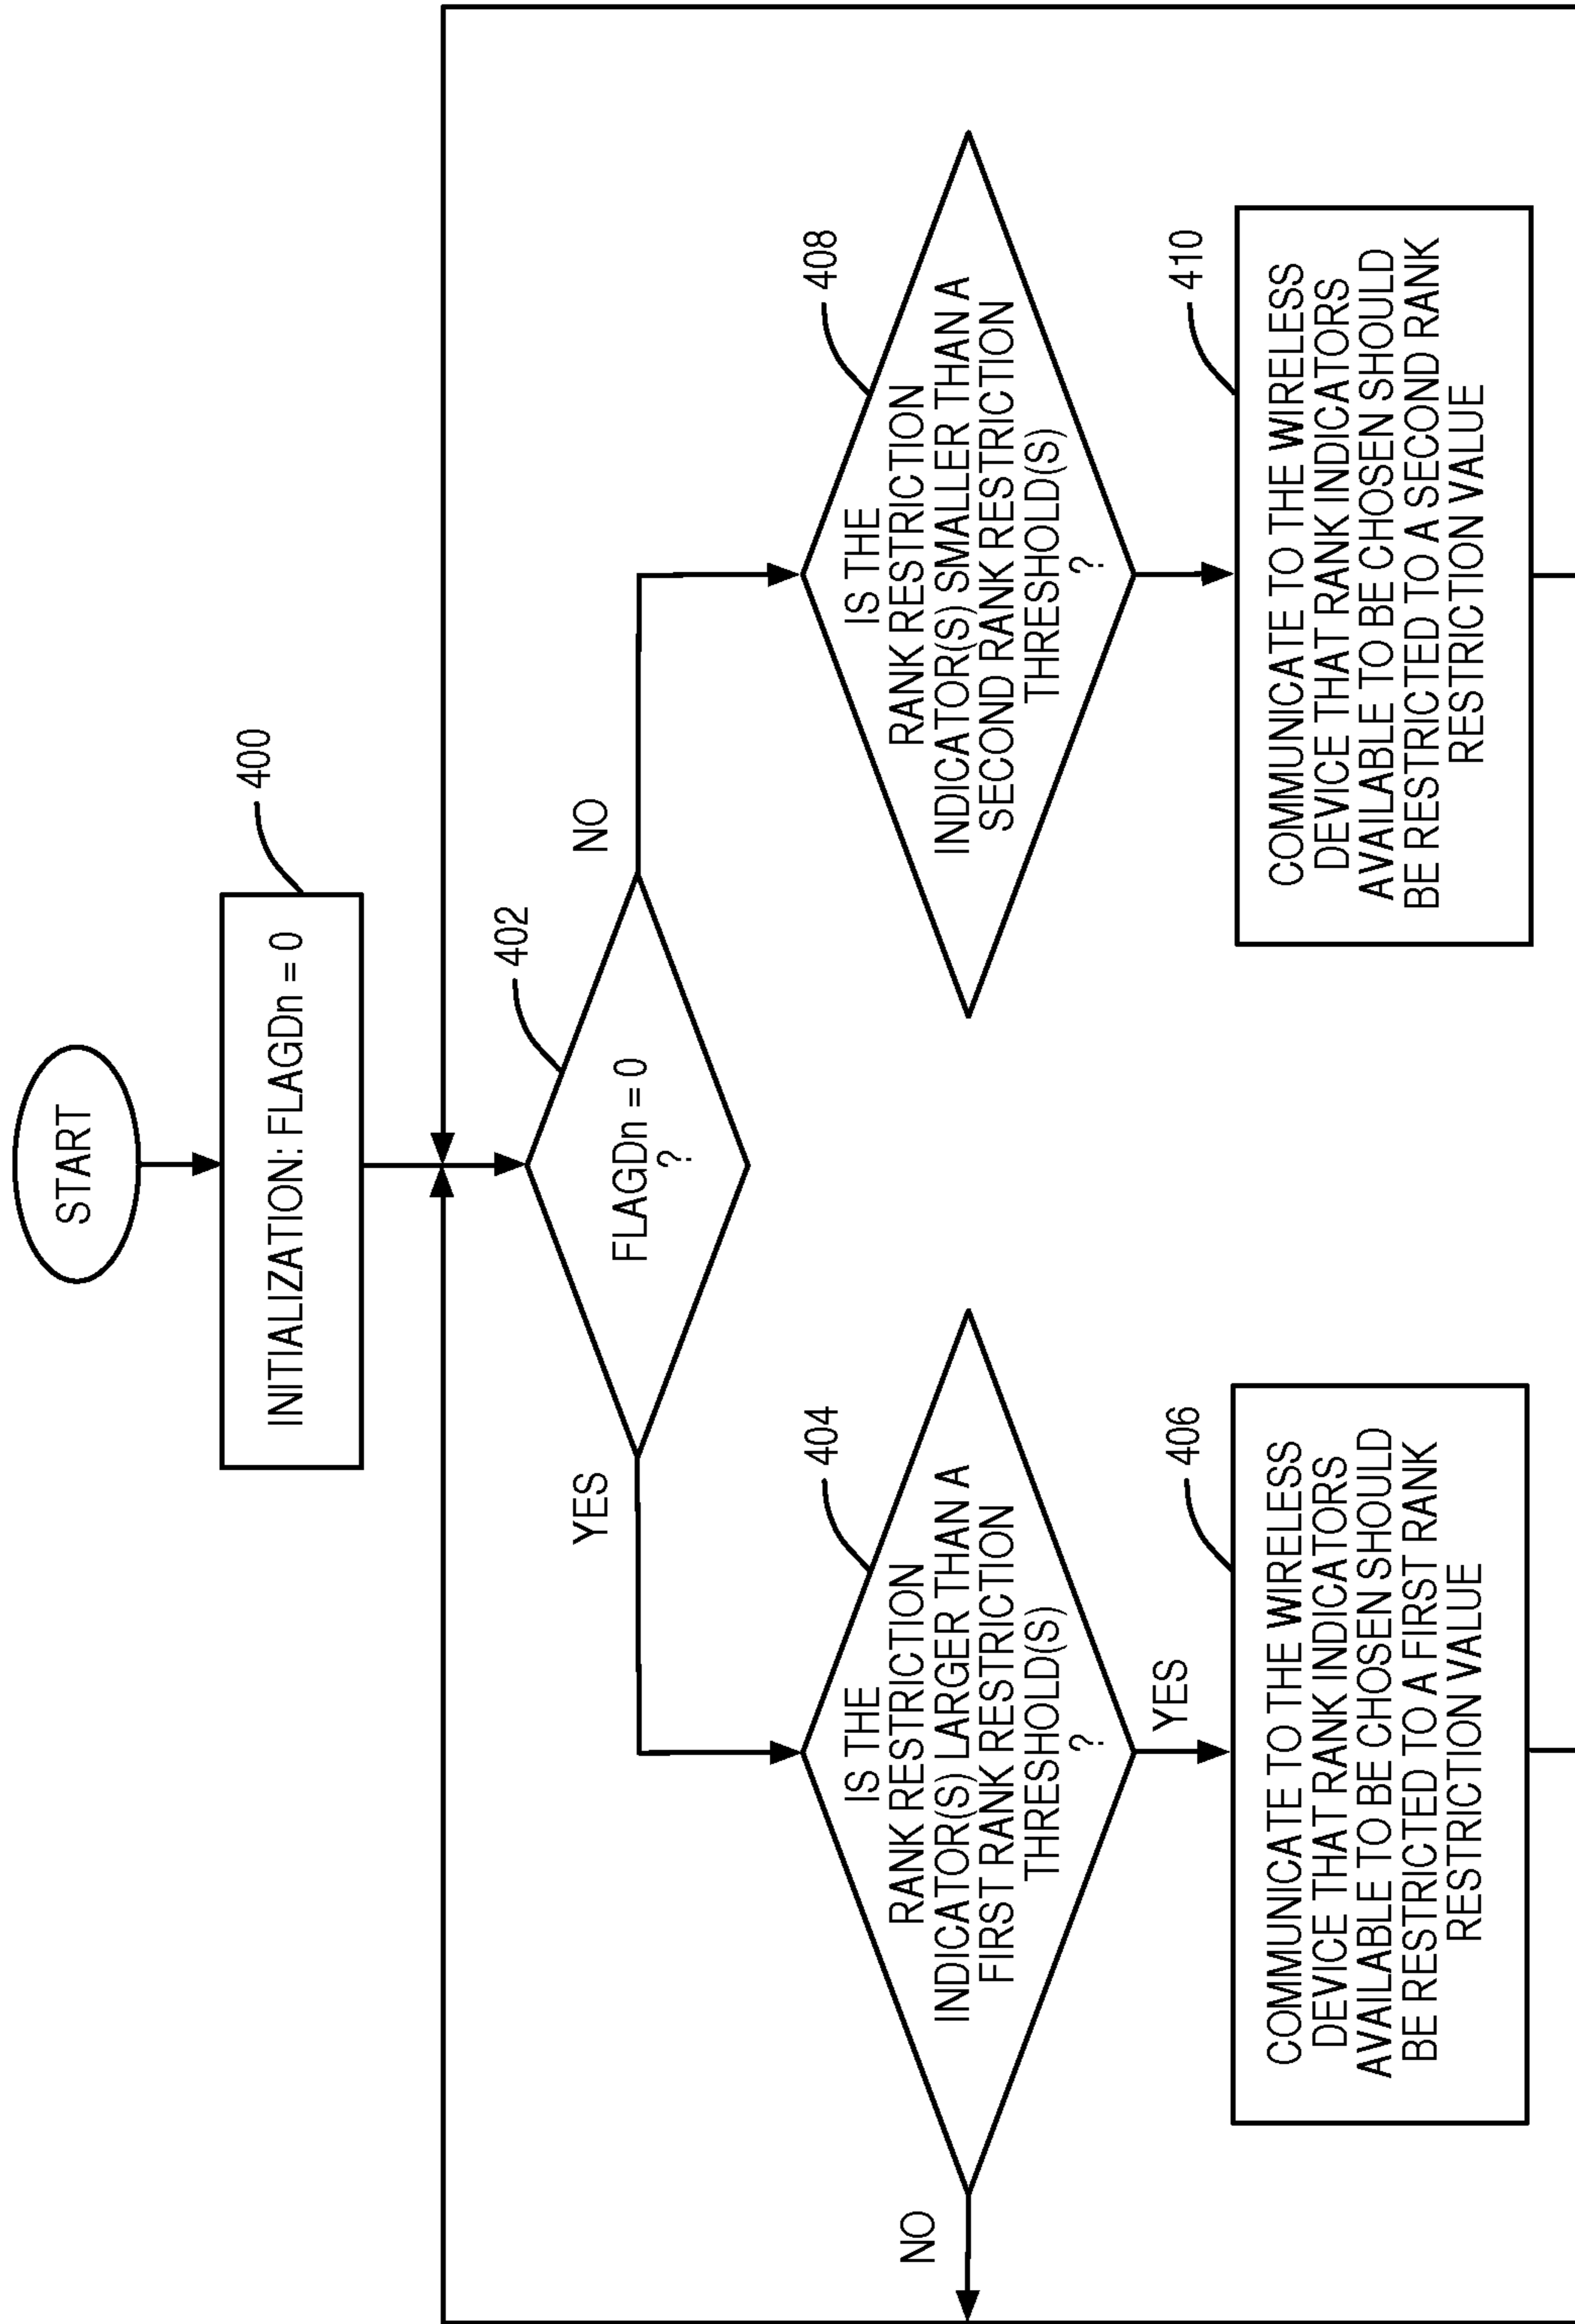 START
400
INITIALIZATION: FLAGDn = 0
402
FLAGDn = 0
?
YES
NO
404
IS THE
RANK RESTRICTION
INDICATOR(S) LARGER THAN A
FIRST RANK RESTRICTION
THRESHOLD(S)
?
NO
YES
406
COMMUNICATE TO THE WIRELESS
DEVICE THAT RANK INDICATORS
AVAILABLE TO BE CHOSEN SHOULD
BE RESTRICTED TO A FIRST RANK
RESTRICTION VALUE
408
IS THE
RANK RESTRICTION
INDICATOR(S) SMALLER THAN A
SECOND RANK RESTRICTION
THRESHOLD(S)
?
410
COMMUNICATE TO THE WIRELESS
DEVICE THAT RANK INDICATORS
AVAILABLE TO BE CHOSEN SHOULD
BE RESTRICTED TO A SECOND RANK
RESTRICTION VALUE